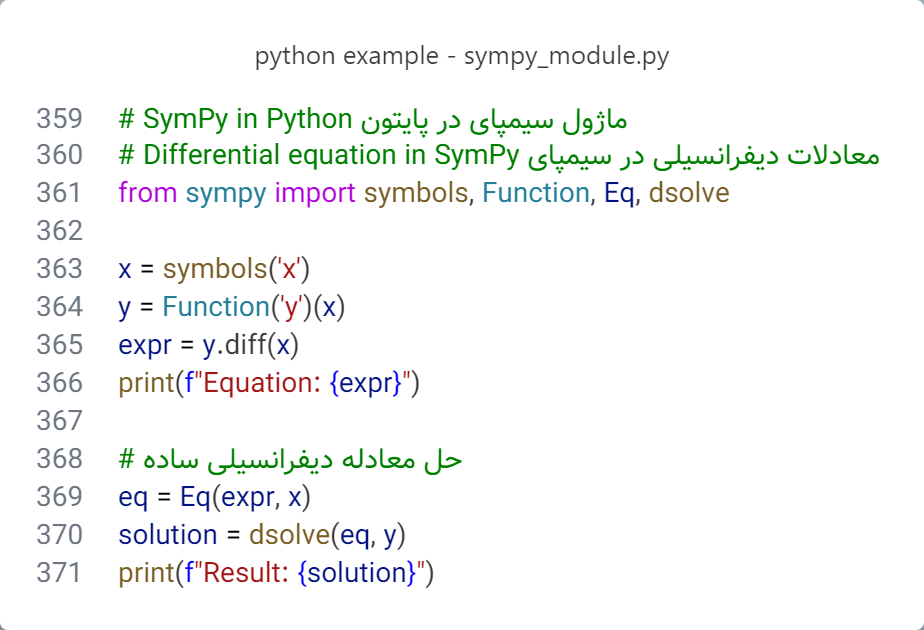 python example - sympy_module.py
359 # SymPy in Python ماژول سیمپای در پایتون
360 # Differential equation in SymPy معادلات دیفرانسیلی در سیمپای
361 from sympy import symbols, Function, Eq, dsolve
362
363 x = symbols('x')
364 y = Function('y')(x)
365 expr = y.diff(x)
366 print(f"Equation: {expr}")
367
368 # حل معادله دیفرانسیلی ساده
369 eq = Eq(expr, x)
370 solution = dsolve(eq, y)
371 print(f"Result: {solution}")